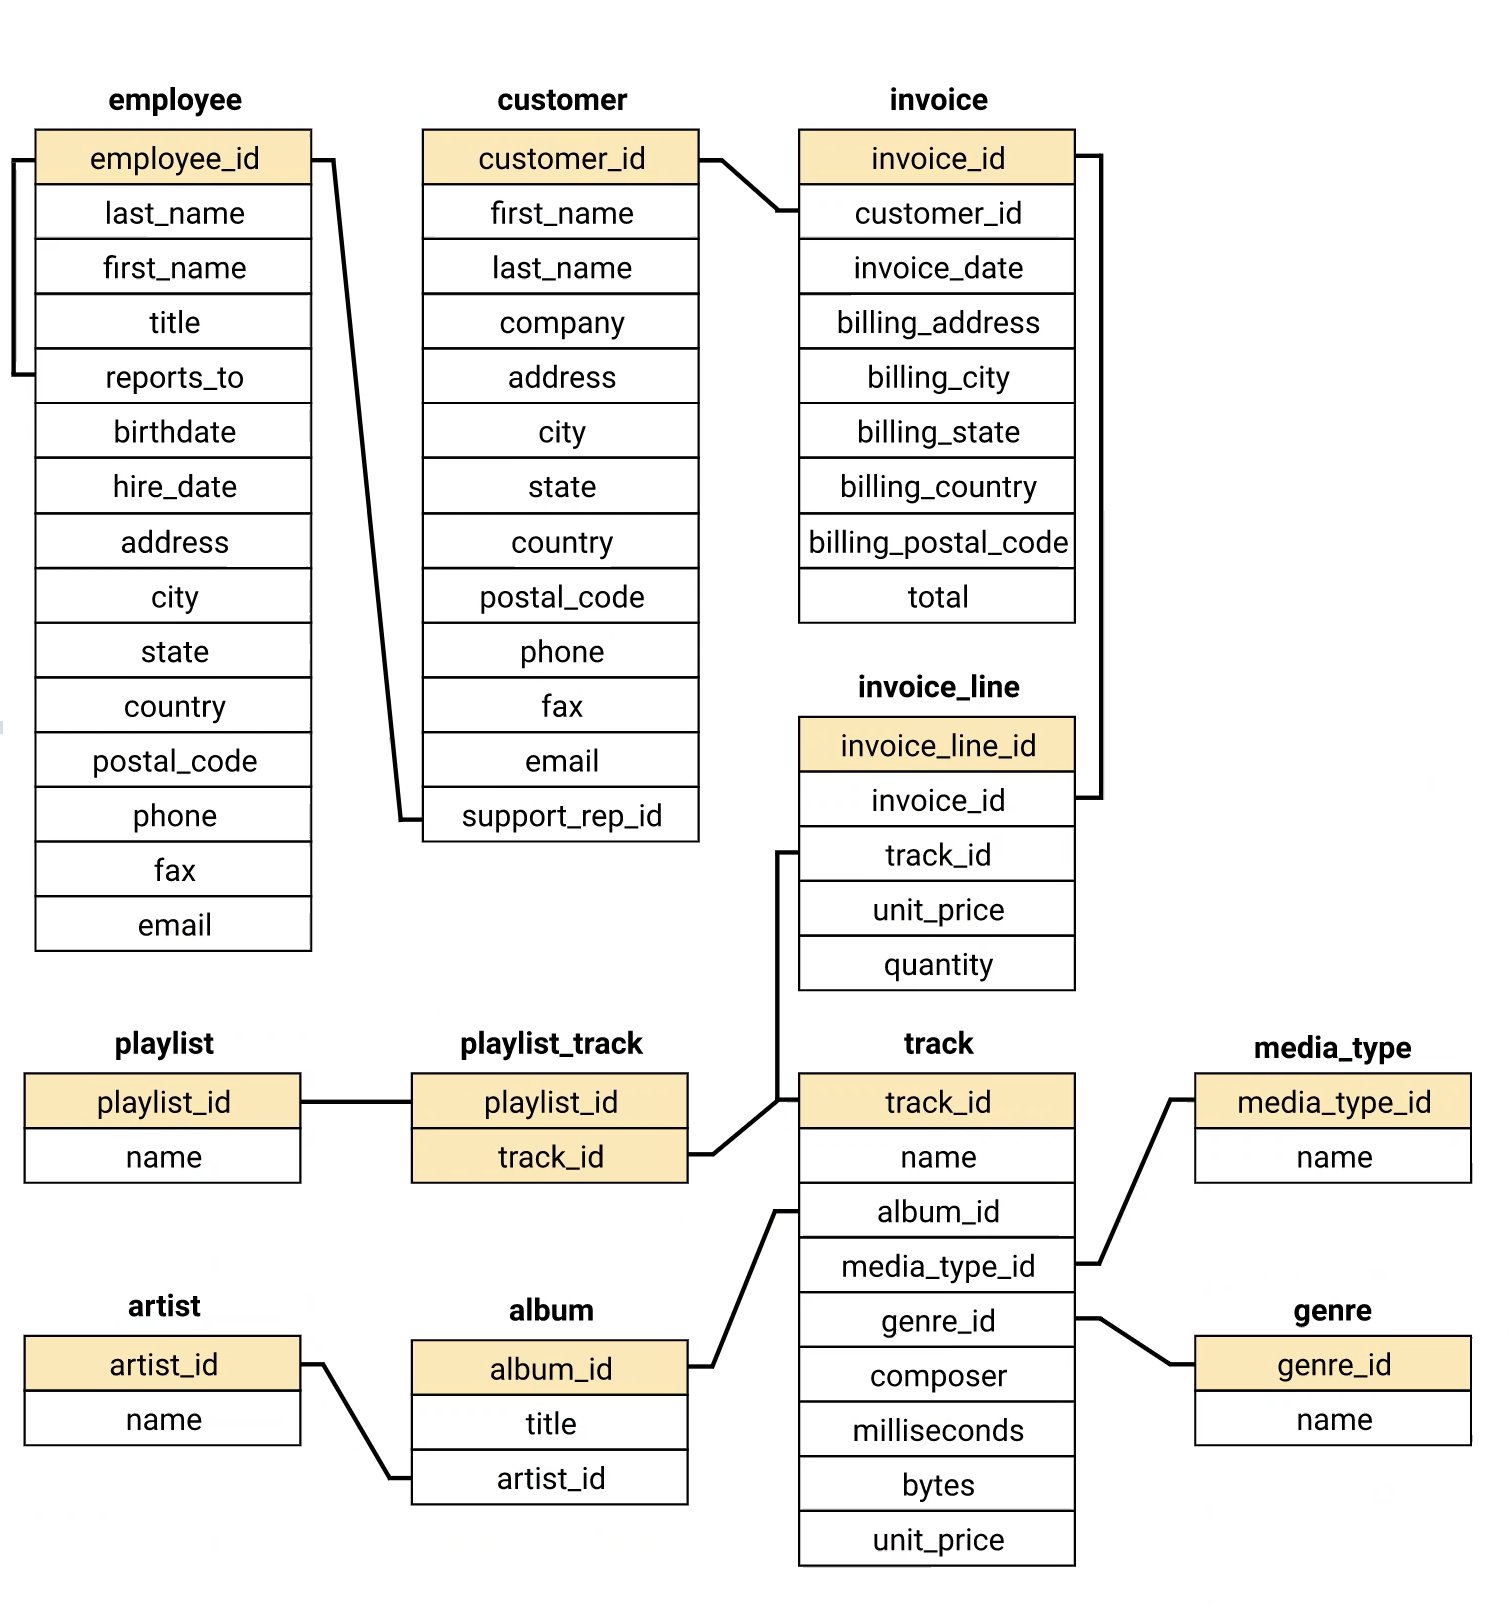 employee
employee_id
last_name
first_name
title
reports_to
birthdate
hire_date
address
city
state
country
postal_code
phone
fax
email
customer
customer_id
first_name
last_name
company
address
city
state
country
postal_code
phone
fax
email
support_rep_id
invoice
invoice_id
customer_id
invoice_date
billing_address
billing_city
billing_state
billing_country
billing_postal_code
total
invoice_line
invoice_line_id
invoice_id
track_id
unit_price
quantity
playlist
playlist_id
name
playlist_track
playlist_id
track_id
track
track_id
name
album_id
media_type_id
genre_id
composer
milliseconds
bytes
unit_price
media_type
media_type_id
name
artist
artist_id
name
album
album_id
title
artist_id
genre
genre_id
name